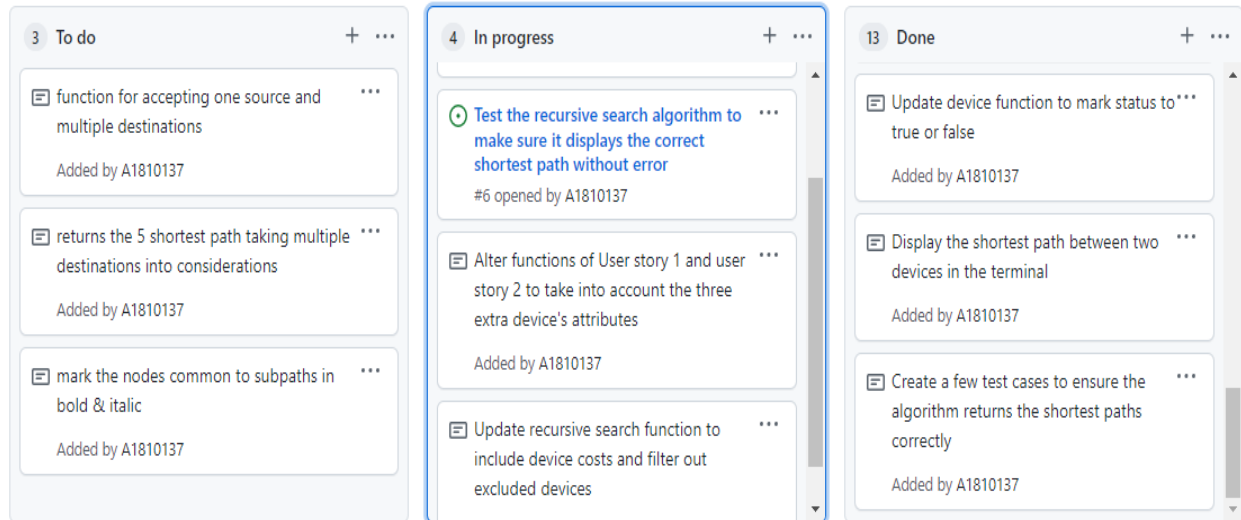 3 To do
function for accepting one source and
multiple destinations
Added by A1810137
returns the 5 shortest path taking multiple
destinations into considerations
Added by A1810137
mark the nodes common to subpaths in
bold & italic
Added by A1810137
4 In progress
Test the recursive search algorithm to
make sure it displays the correct
shortest path without error
#6 opened by A1810137
Alter functions of User story 1 and user
story 2 to take into account the three
extra device's attributes
Added by A1810137
Update recursive search function to
include device costs and filter out
excluded devices
13 Done
Update device function to mark status to
true or false
Added by A1810137
Display the shortest path between two
devices in the terminal
Added by A1810137
Create a few test cases to ensure the
algorithm returns the shortest paths
correctly
Added by A1810137